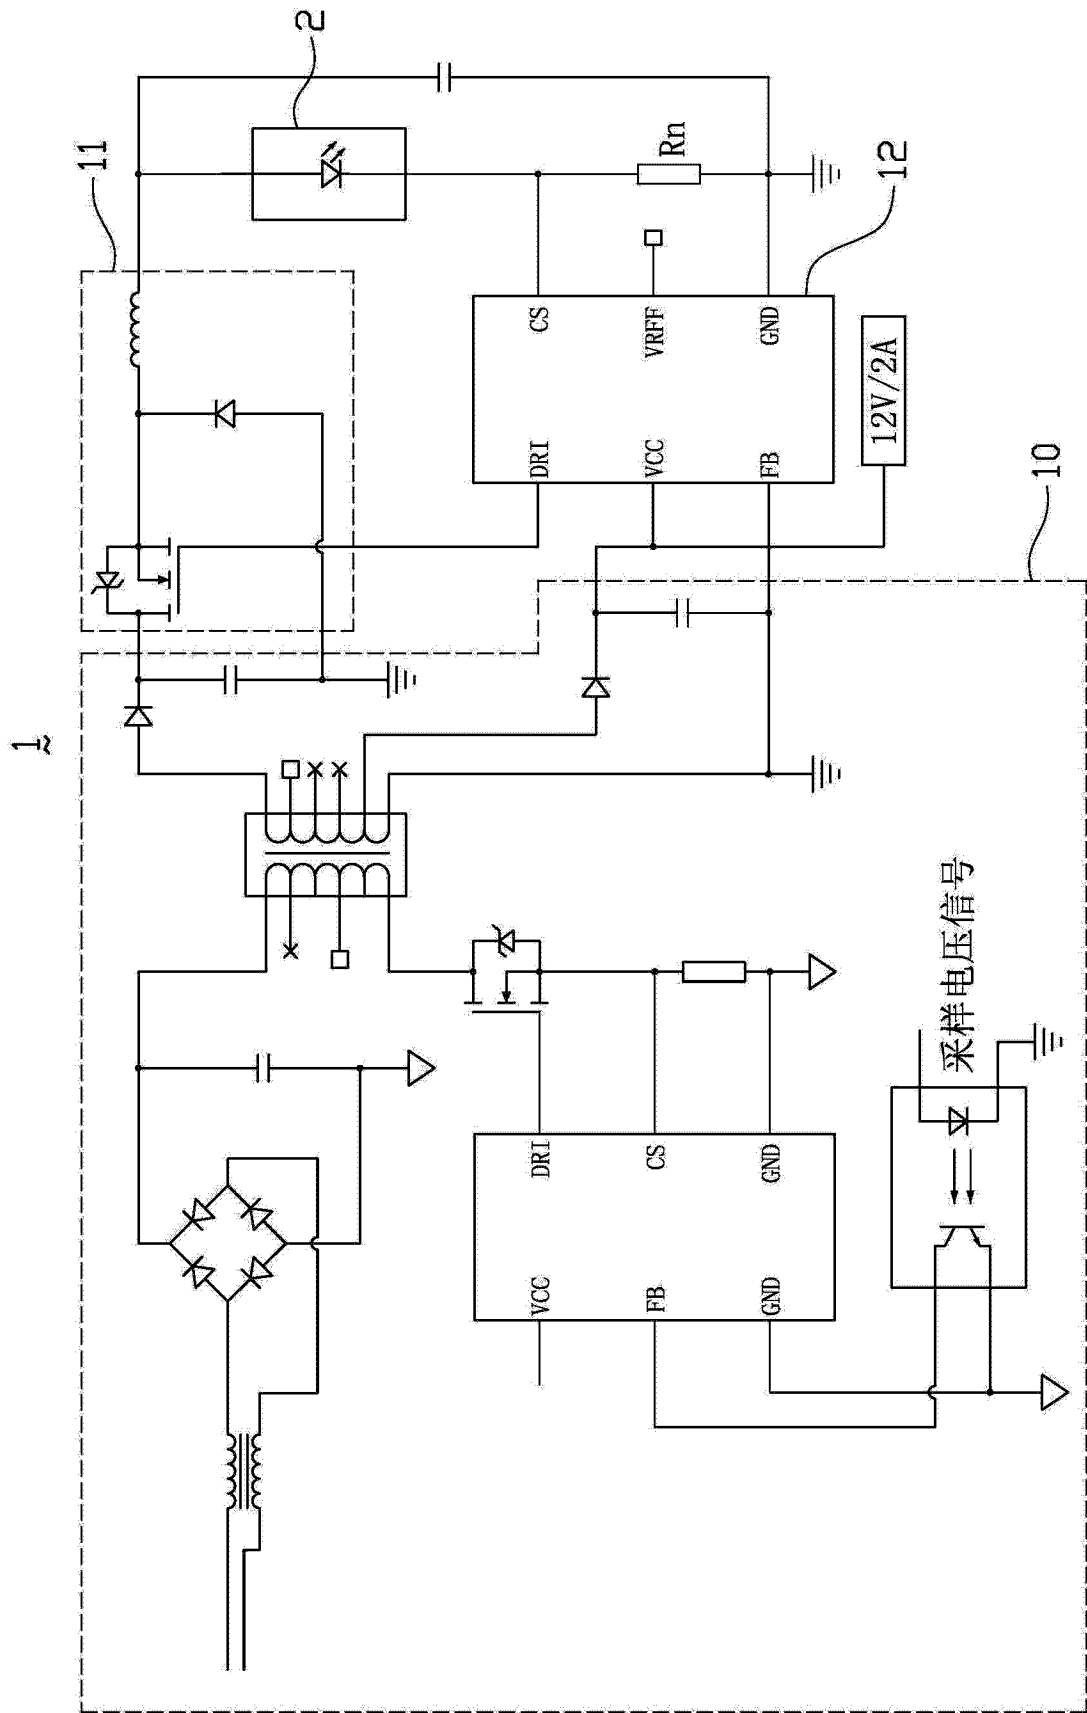 1
2
11
Rn
12
CS
VRFF
GND
DRI
VCC
FB
12V/2A
10
采样电压信号
DRI
CS
GND
VCC
FB
GND